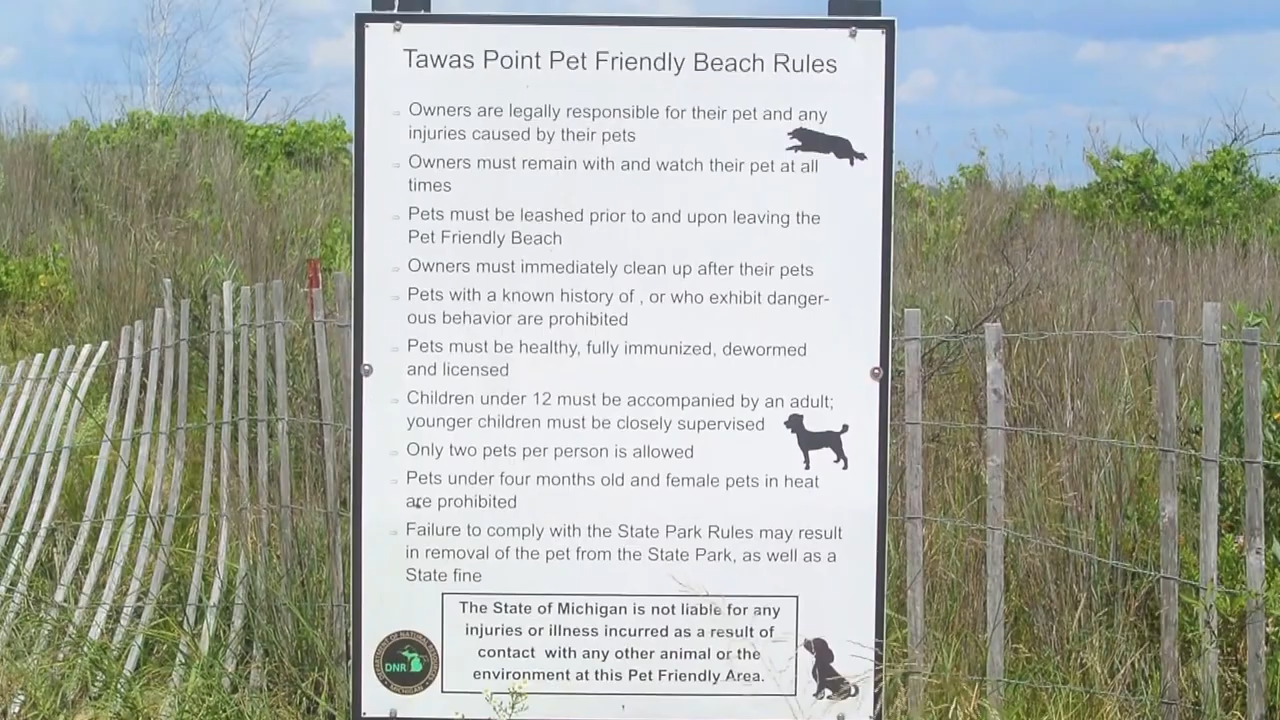 Tawas Point Pet Friendly Beach Rules
Owners are legally responsible for their pet and any
injuries caused by their pets
Owners must remain with and watch their pet at all
times
Pets must be leashed prior to and upon leaving the
Pet Friendly Beach
Owners must immediately clean up after their pets
Pets with a known history of , or who exhibit danger-
ous behavior are prohibited
Pets must be healthy, fully immunized, dewormed
and licensed
Children under 12 must be accompanied by an adult;
younger children must be closely supervised
Only two pets per person is allowed
Pets under four months old and female pets in heat
are prohibited
Failure to comply with the State Park Rules may result
in removal of the pet from the State Park, as well as a
State fine
The State of Michigan is not liable for any
injuries or illness incurred as a result of
contact with any other animal or the
environment at this Pet Friendly Area.
DEPARTMENT OF NATURAL RESOURCES
DNR
MICHIGAN